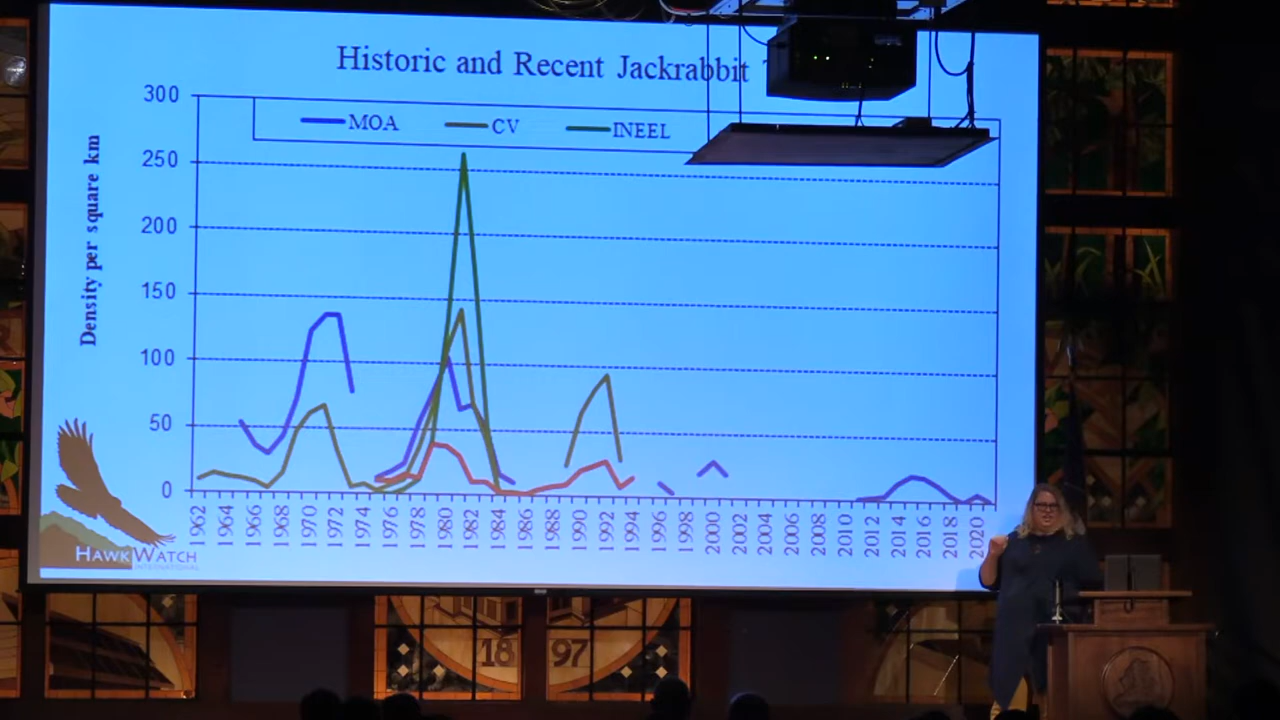 Historic and Recent Jackrabbit
300
MOA CV INEEL
250
200
150
100
50
0
Density per square km
1962 1964 1966 1968 1970 1972 1974 1976 1978 1980 1982 1984 1986 1988 1990 1992 1994 1996 1998 2000 2002 2004 2006 2008 2010 2012 2014 2016 2018 2020
HAWKWATCH
INTERNATIONAL
18 97